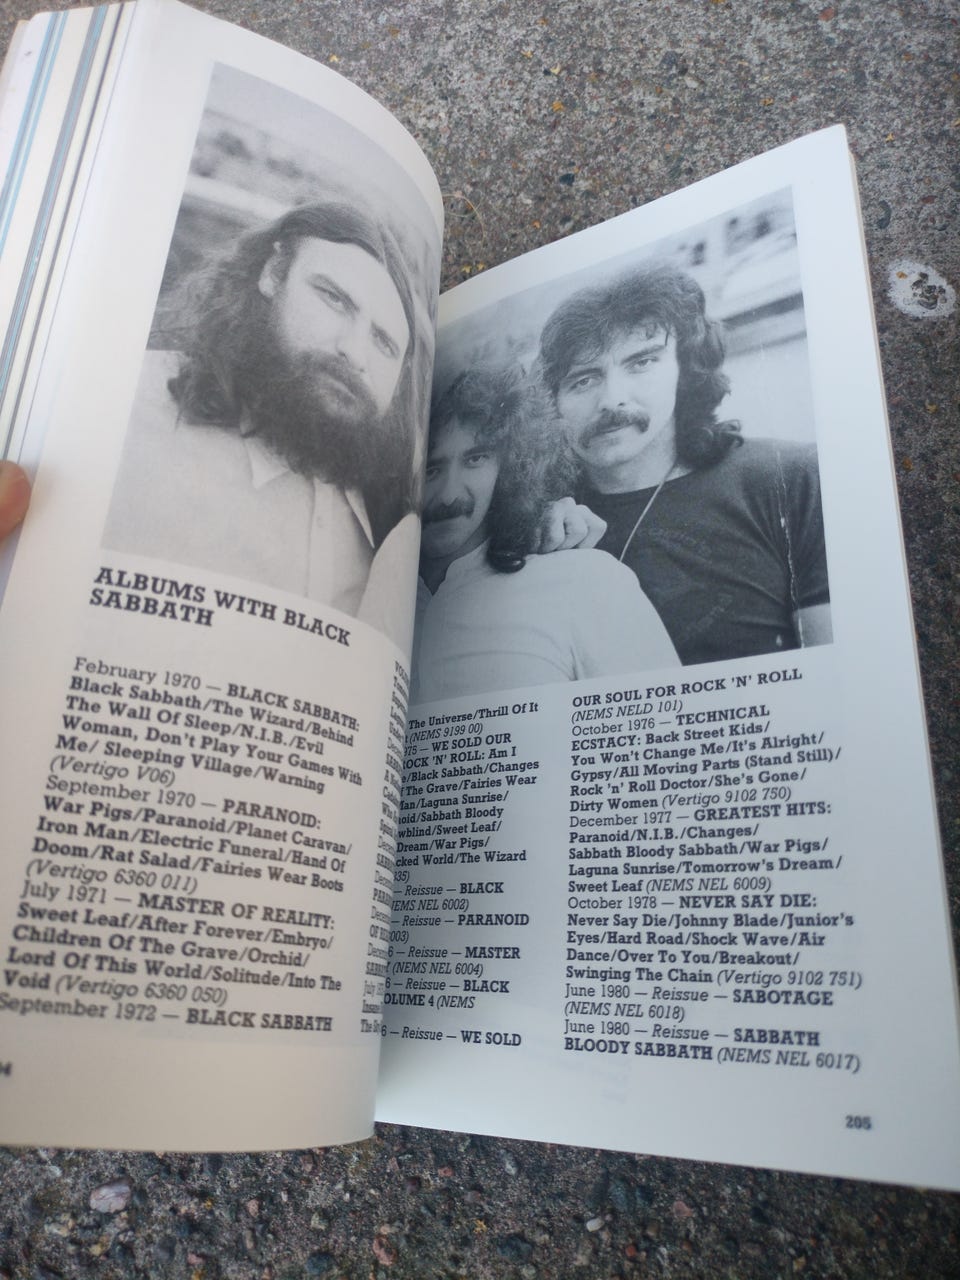 ALBUMS WITH BLACK
SABBATH
February 1970 — BLACK SABBATH:
Black Sabbath/The Wizard/Behind
The Wall Of Sleep/N.I.B./Evil
Woman, Don't Play Your Games With
Me/ Sleeping Village/Warning
(Vertigo V06)
September 1970 — PARANOID:
War Pigs/Paranoid/Planet Caravan/
Iron Man/Electric Funeral/Hand Of
Doom/Rat Salad/Fairies Wear Boots
(Vertigo 6360 011)
July 1971 — MASTER OF REALITY:
Sweet Leaf/After Forever/Embryo/
Children Of The Grave/Orchid/
Lord Of This World/Solitude/Into The
Void (Vertigo 6360 050)
September 1972 — BLACK SABBATH
The Universe/Thrill Of It
(NEMS 9199 00)
— WE SOLD OUR
ROCK 'N' ROLL: Am I
/Black Sabbath/Changes
The Grave/Fairies Wear
Man/Laguna Sunrise/
/Sabbath Bloody
/Sweet Leaf/
Dream/War Pigs/
World/The Wizard
— Reissue — BLACK
(NEMS NEL 6002)
— Reissue — PARANOID
— Reissue — MASTER
(NEMS NEL 6004)
— Reissue — BLACK
VOLUME 4 (NEMS
— Reissue — WE SOLD
OUR SOUL FOR ROCK 'N' ROLL
(NEMS NELD 101)
October 1976 — TECHNICAL
ECSTACY: Back Street Kids/
You Won't Change Me/It's Alright/
Gypsy/All Moving Parts (Stand Still)/
Rock 'n' Roll Doctor/She's Gone/
Dirty Women (Vertigo 9102 750)
December 1977 — GREATEST HITS:
Paranoid/N.I.B./Changes/
Sabbath Bloody Sabbath/War Pigs/
Laguna Sunrise/Tomorrow's Dream/
Sweet Leaf (NEMS NEL 6009)
October 1978 — NEVER SAY DIE:
Never Say Die/Johnny Blade/Junior's
Eyes/Hard Road/Shock Wave/Air
Dance/Over To You/Breakout/
Swinging The Chain (Vertigo 9102 751)
June 1980 — Reissue — SABOTAGE
(NEMS NEL 6018)
June 1980 — Reissue — SABBATH
BLOODY SABBATH (NEMS NEL 6017)
205